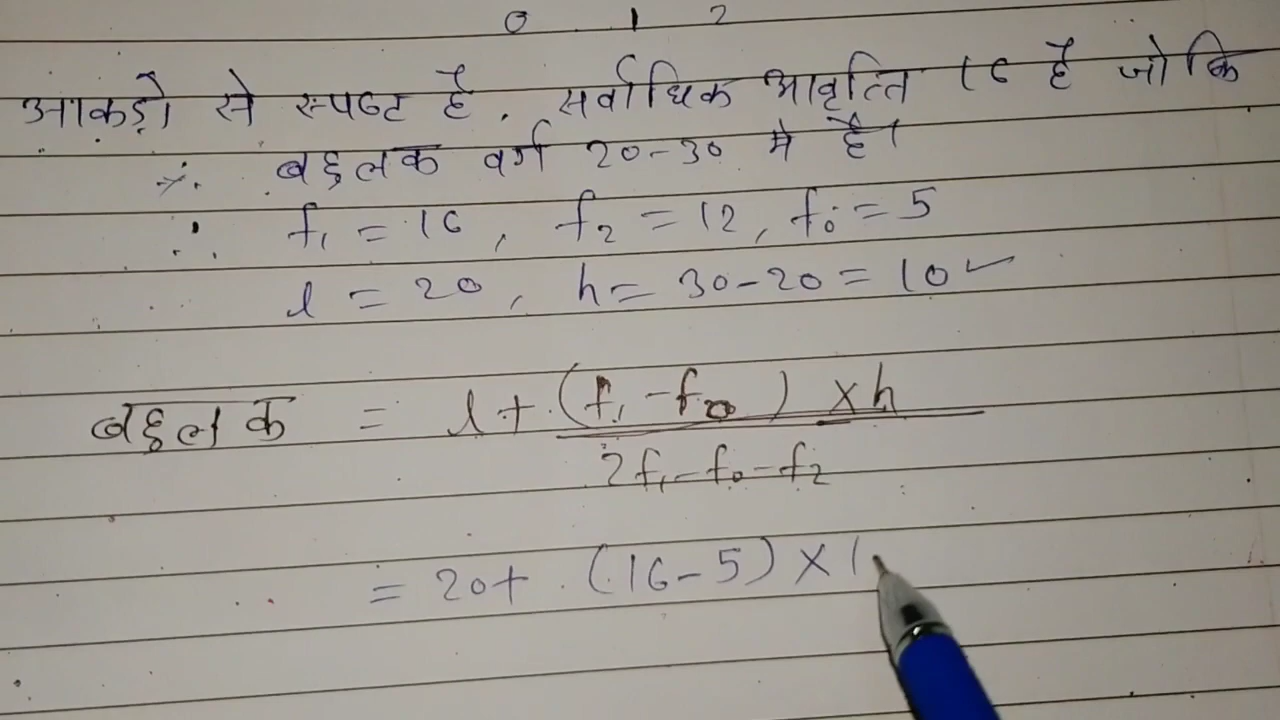 0 1 2
आकड़ो से स्पष्ट है. सर्वाधिक आवृत्ति 16 है जो कि
∴ बहुलक वर्ग 20-30 मे है।
∴ f₁ = 16, f₂ = 12, f₀ = 5
l = 20, h = 30-20 = 10 ✓
बहुलक = l + (f₁ - f₀) × h
2f₁ - f₀ - f₂
= 20 + (16-5) × 1